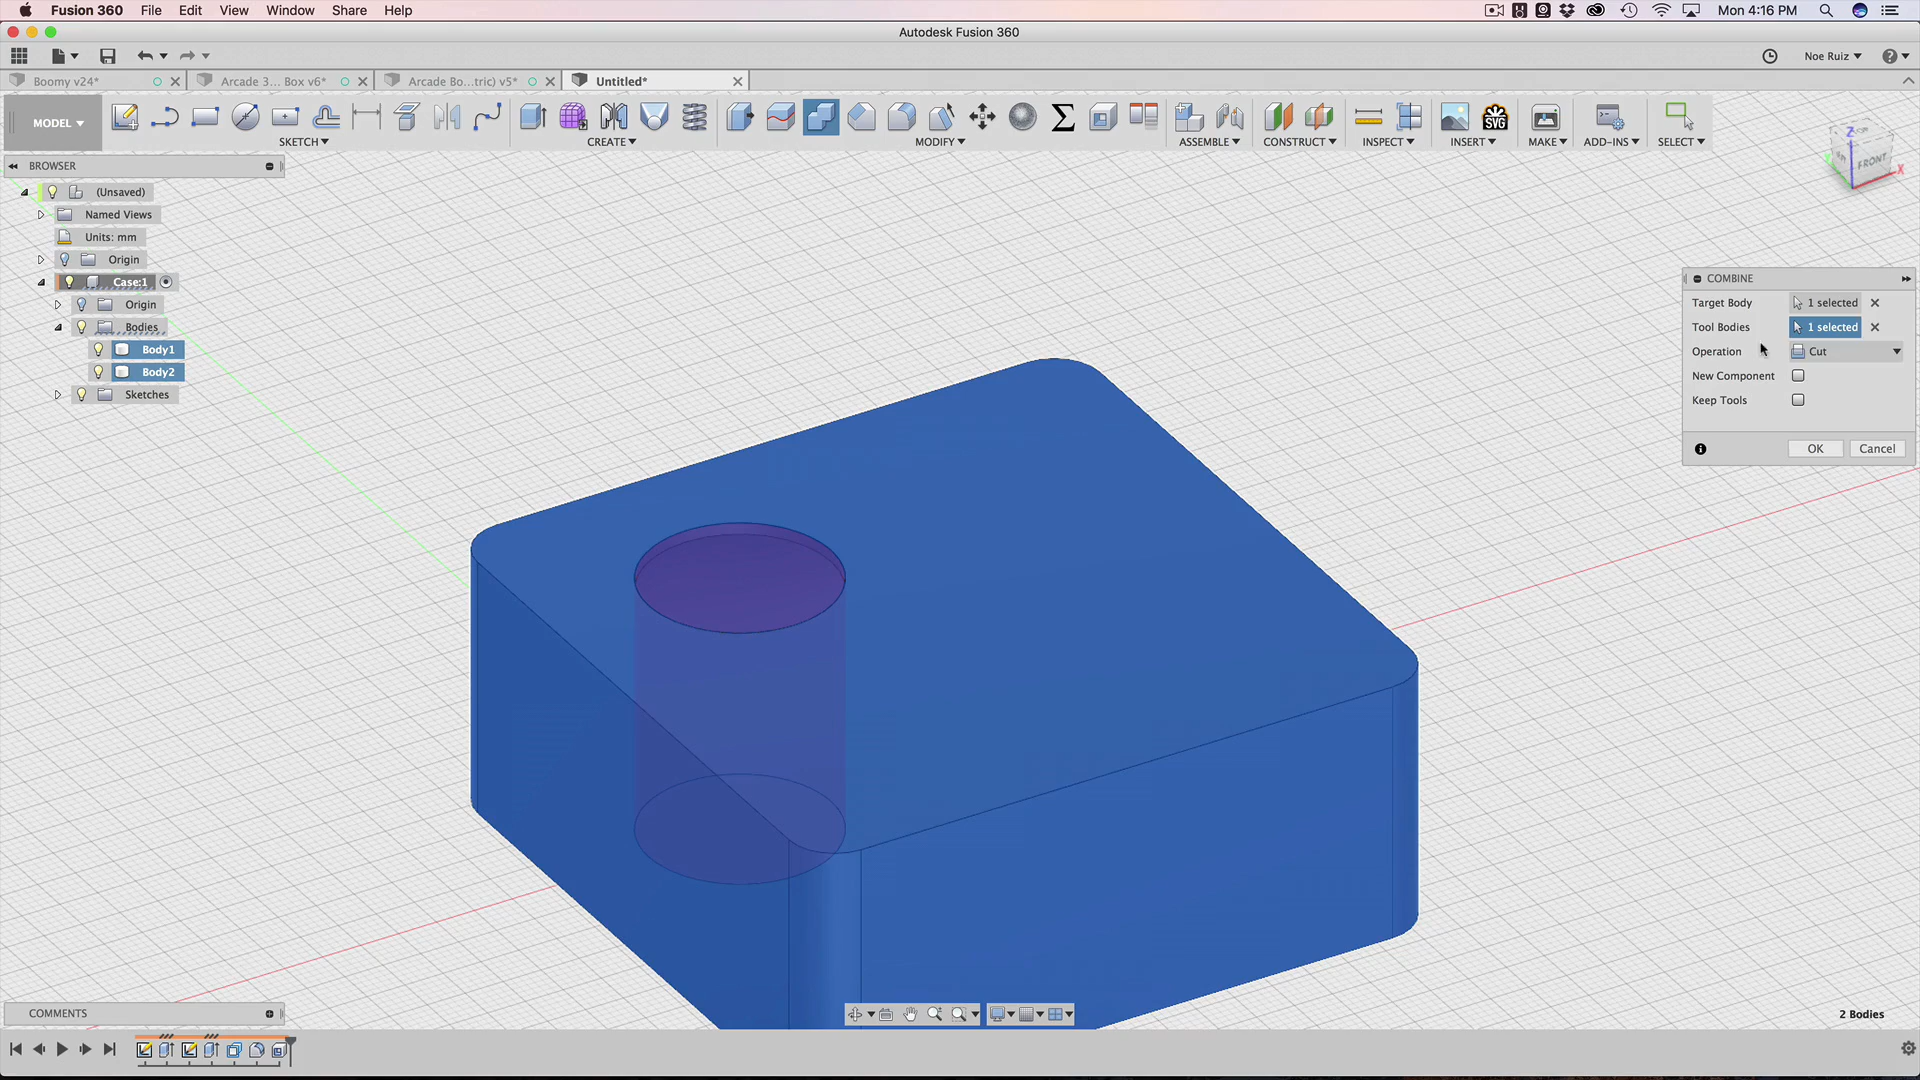 Fusion 360 File Edit View Window Share Help Mon 4:16 PM
Autodesk Fusion 360
Noe Ruiz
Boomy v24* Arcade 3... Box v6* Arcade Bo...tric) v5* Untitled*
MODEL
SVG
SKETCH CREATE MODIFY ASSEMBLE CONSTRUCT INSPECT INSERT MAKE ADD-INS SELECT
Z
FRONT
X
BROWSER
(Unsaved)
Named Views
Units: mm
Origin
Case:1
Origin
Bodies
Body1
Body2
Sketches
COMBINE
Target Body 1 selected
Tool Bodies 1 selected
Operation Cut
New Component
Keep Tools
OK Cancel
COMMENTS
2 Bodies